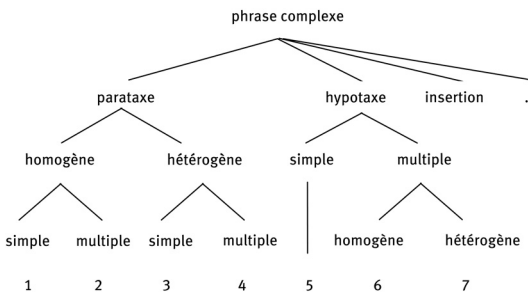 phrase complexe
parataxe hypotaxe insertion .
homogène hétérogène simple multiple
simple multiple simple multiple homogène hétérogène
1 2 3 4 5 6 7